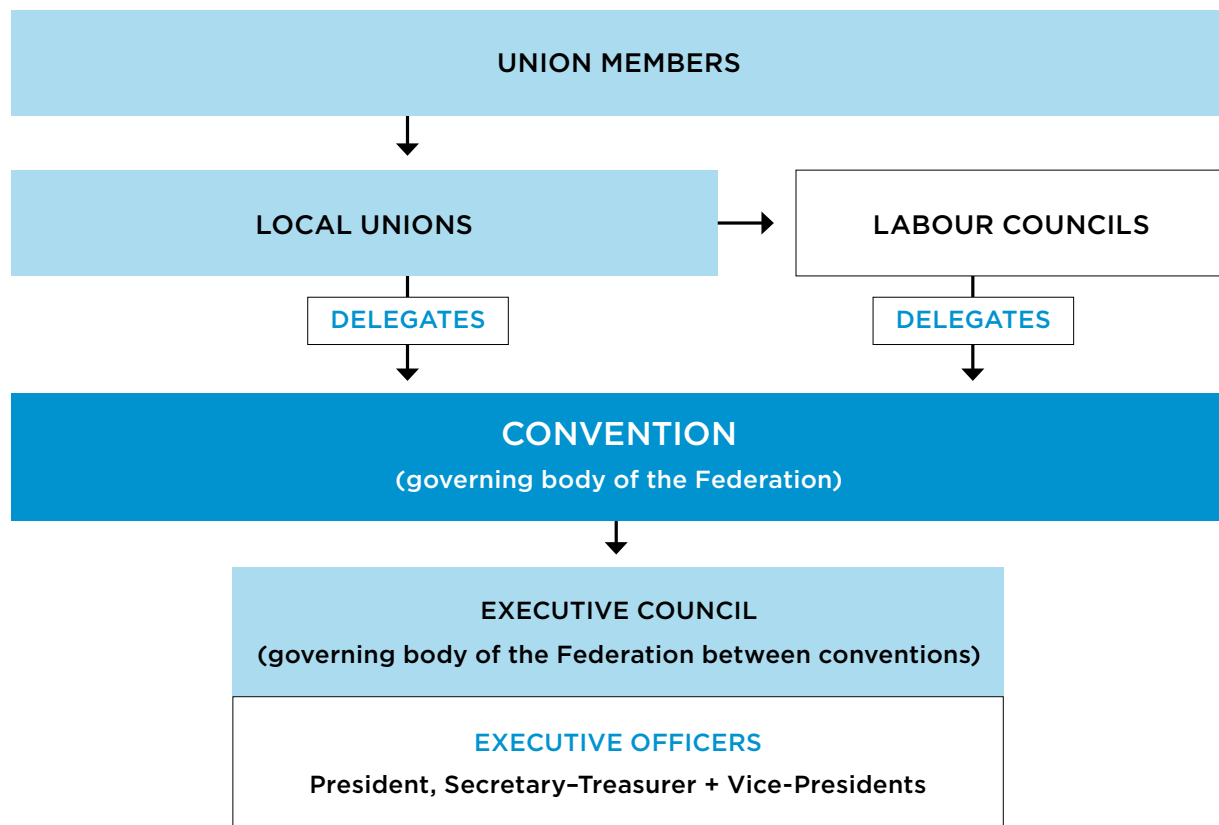 UNION MEMBERS
LOCAL UNIONS
LABOUR COUNCILS
DELEGATES
DELEGATES
CONVENTION
(governing body of the Federation)
EXECUTIVE COUNCIL
(governing body of the Federation between conventions)
EXECUTIVE OFFICERS
President, Secretary–Treasurer + Vice-Presidents